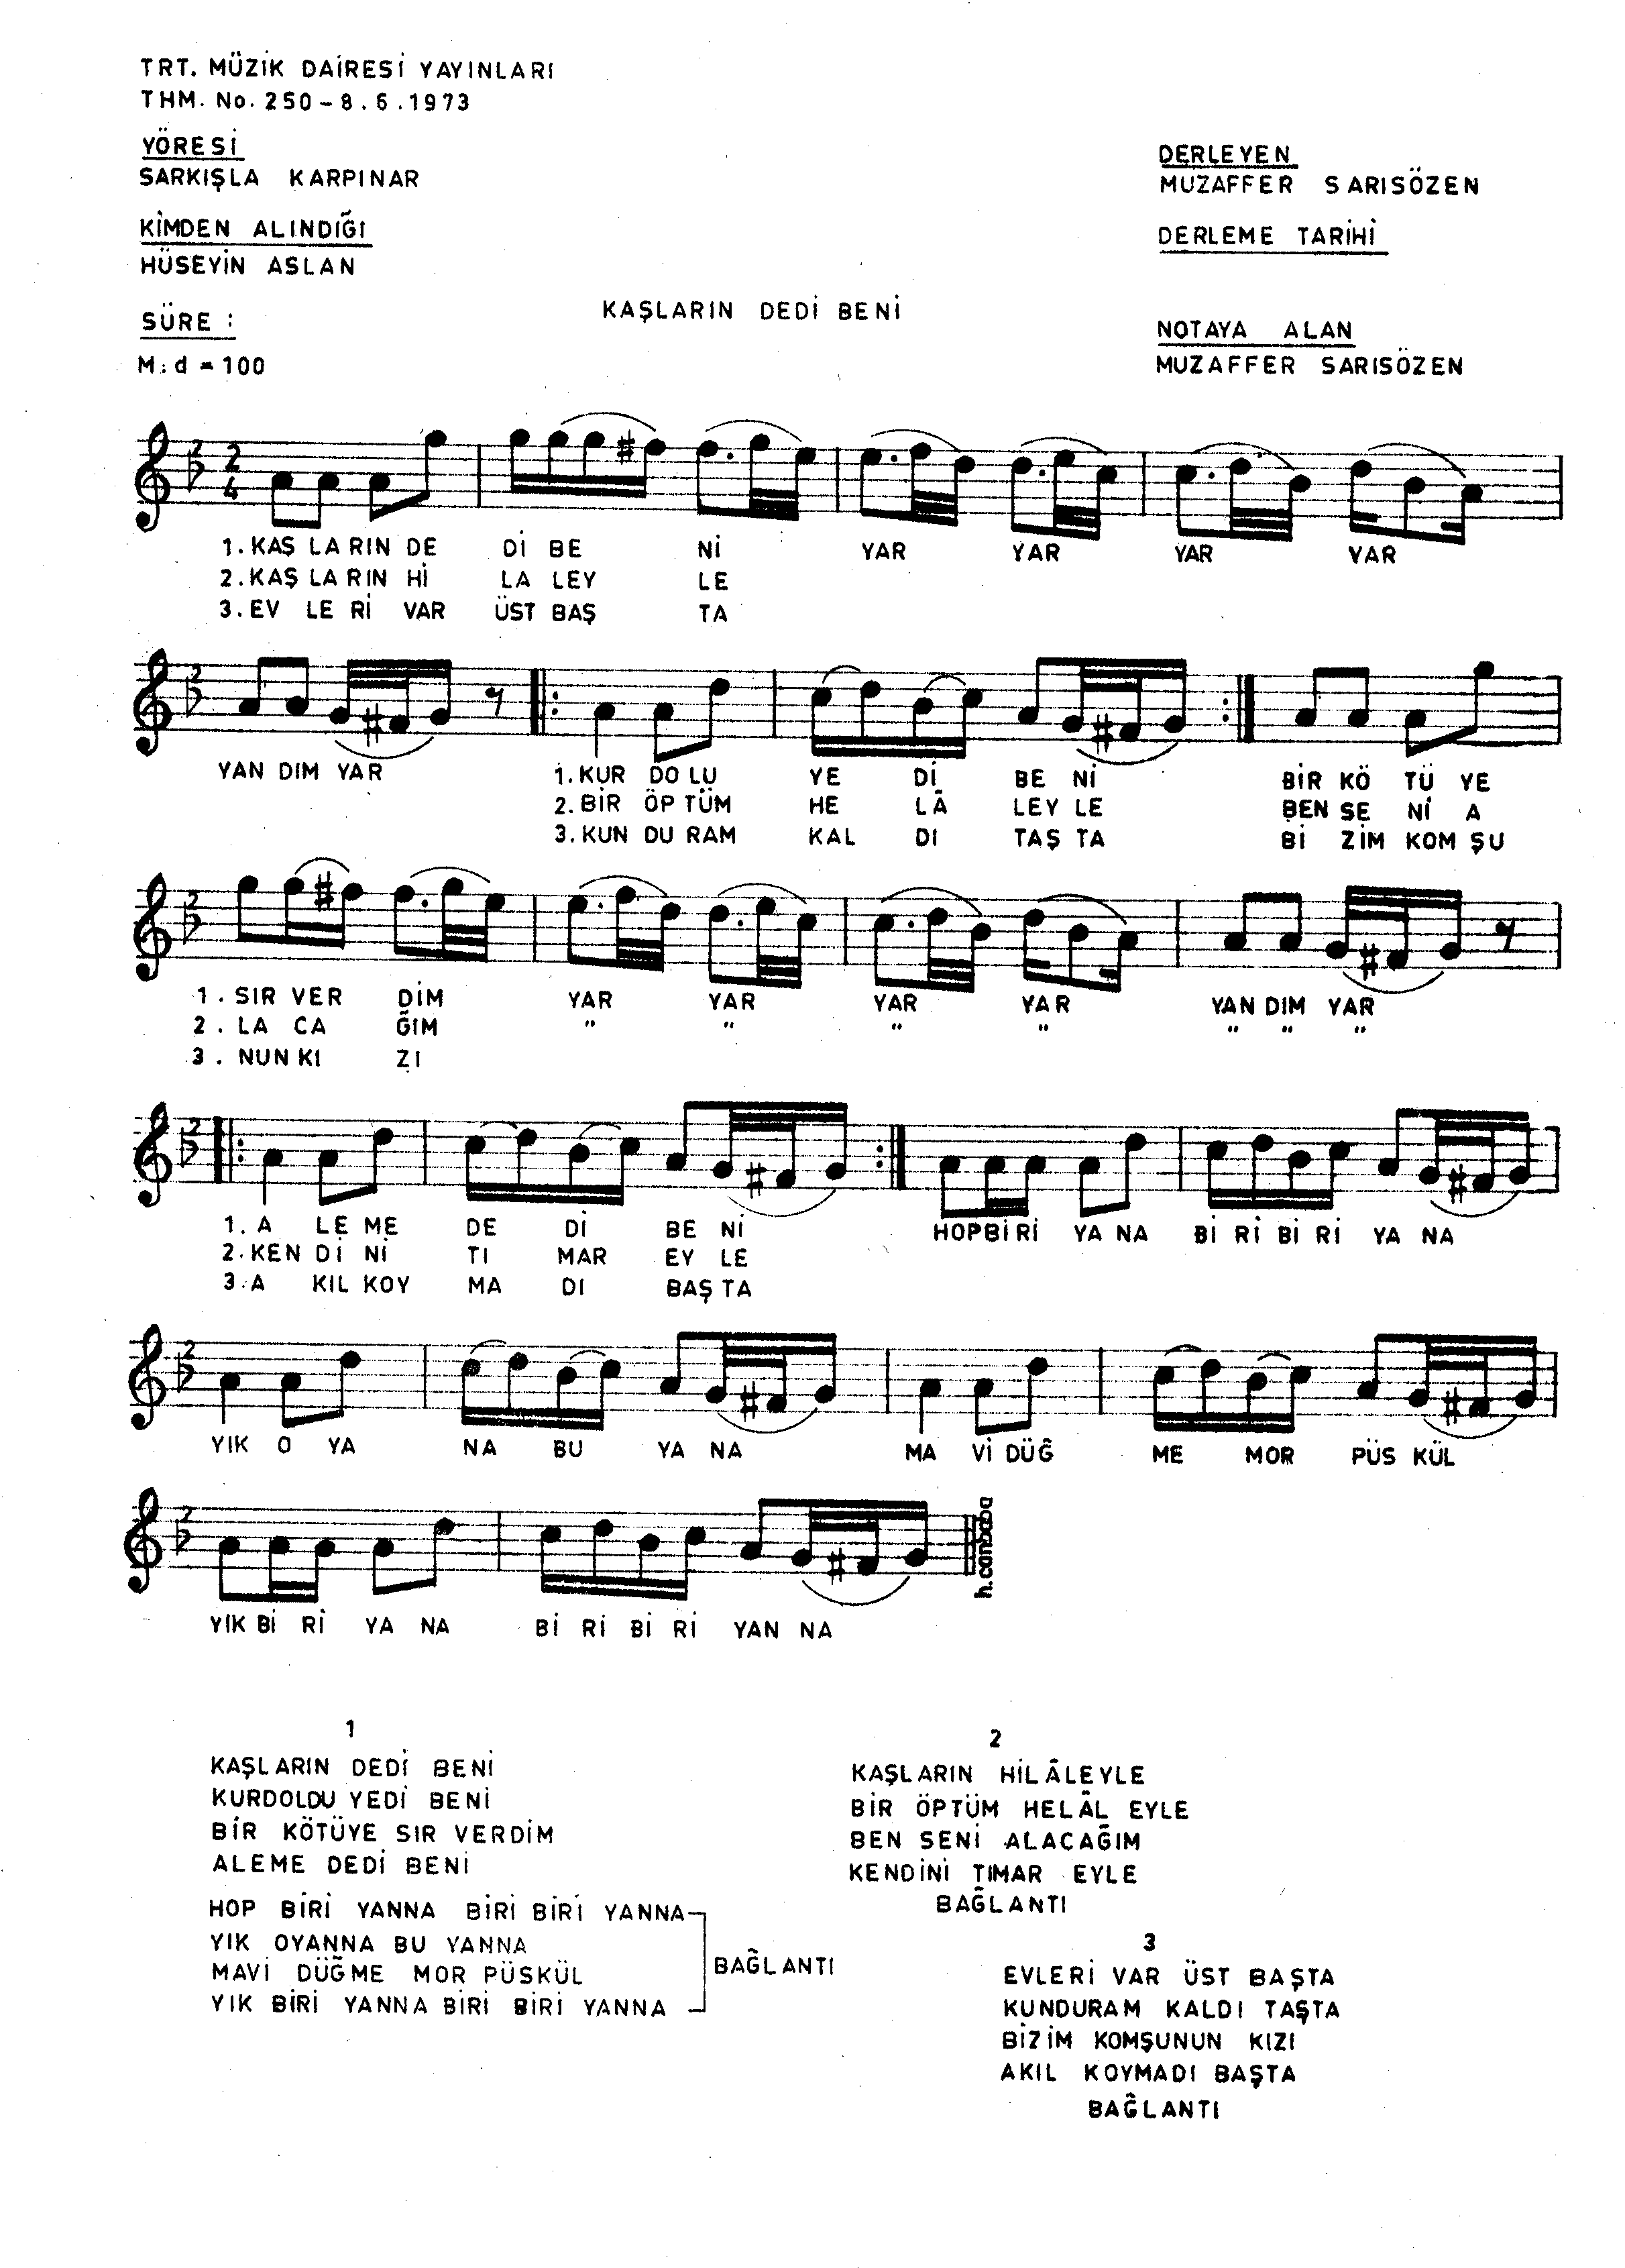 TRT. MÜZİK DAİRESİ YAYINLARI
THM. No. 250 – 8.6.1973
YÖRESİ
SARKIŞLA KARPINAR
KİMDEN ALINDIĞI
HÜSEYİN ASLAN
SÜRE :
M: d = 100
DERLEYEN
MUZAFFER SARISÖZEN
DERLEME TARİHİ
NOTAYA ALAN
MUZAFFER SARISÖZEN
KAŞLARIN DEDİ BENİ
2
4
1. KAŞ LA RIN DE Dİ BE Nİ YAR YAR YAR YAR
2. KAŞ LA RIN Hİ LA LEY LE
3. EV LE Rİ VAR ÜST BAŞ TA
YAN DIM YAR 1. KUR DO LU YE Dİ BE Nİ BİR KÖ TÜ YE
2. BİR ÖP TÜM HE LÂ LEY LE BEN SE Nİ A
3. KUN DU RAM KAL DI TAŞ TA Bİ ZİM KOM ŞU
1. SIR VER DİM YAR YAR YAR YAR YAN DIM YAR
2. LA CA ĞIM " " " " " " "
3. NUN KI ZI
1. A LE ME DE Dİ BE Nİ HOP Bİ Rİ YA NA Bİ Rİ Bİ Rİ YA NA
2. KEN Dİ Nİ TI MAR EY LE
3. A KIL KOY MA DI BAŞ TA
YIK O YA NA BU YA NA MA Vİ DÜĞ ME MOR PÜS KÜL
h.canbaba
YIK Bİ Rİ YA NA Bİ Rİ Bİ Rİ YAN NA
1
KAŞLARIN DEDİ BENİ
KURDOLDU YEDİ BENİ
BİR KÖTÜYE SIR VERDİM
ALEME DEDİ BENİ
HOP BİRİ YANNA BİRİ BİRİ YANNA
YIK OYANNA BU YANNA
MAVİ DÜĞME MOR PÜSKÜL
YIK BİRİ YANNA BİRİ BİRİ YANNA
BAĞLANTI
2
KAŞLARIN HİLÂLEYLE
BİR ÖPTÜM HELÂL EYLE
BEN SENİ ALACAĞIM
KENDİNİ TIMAR EYLE
BAĞLANTI
3
EVLERİ VAR ÜST BAŞTA
KUNDURAM KALDI TAŞTA
BİZİM KOMŞUNUN KIZI
AKIL KOYMADI BAŞTA
BAĞLANTI